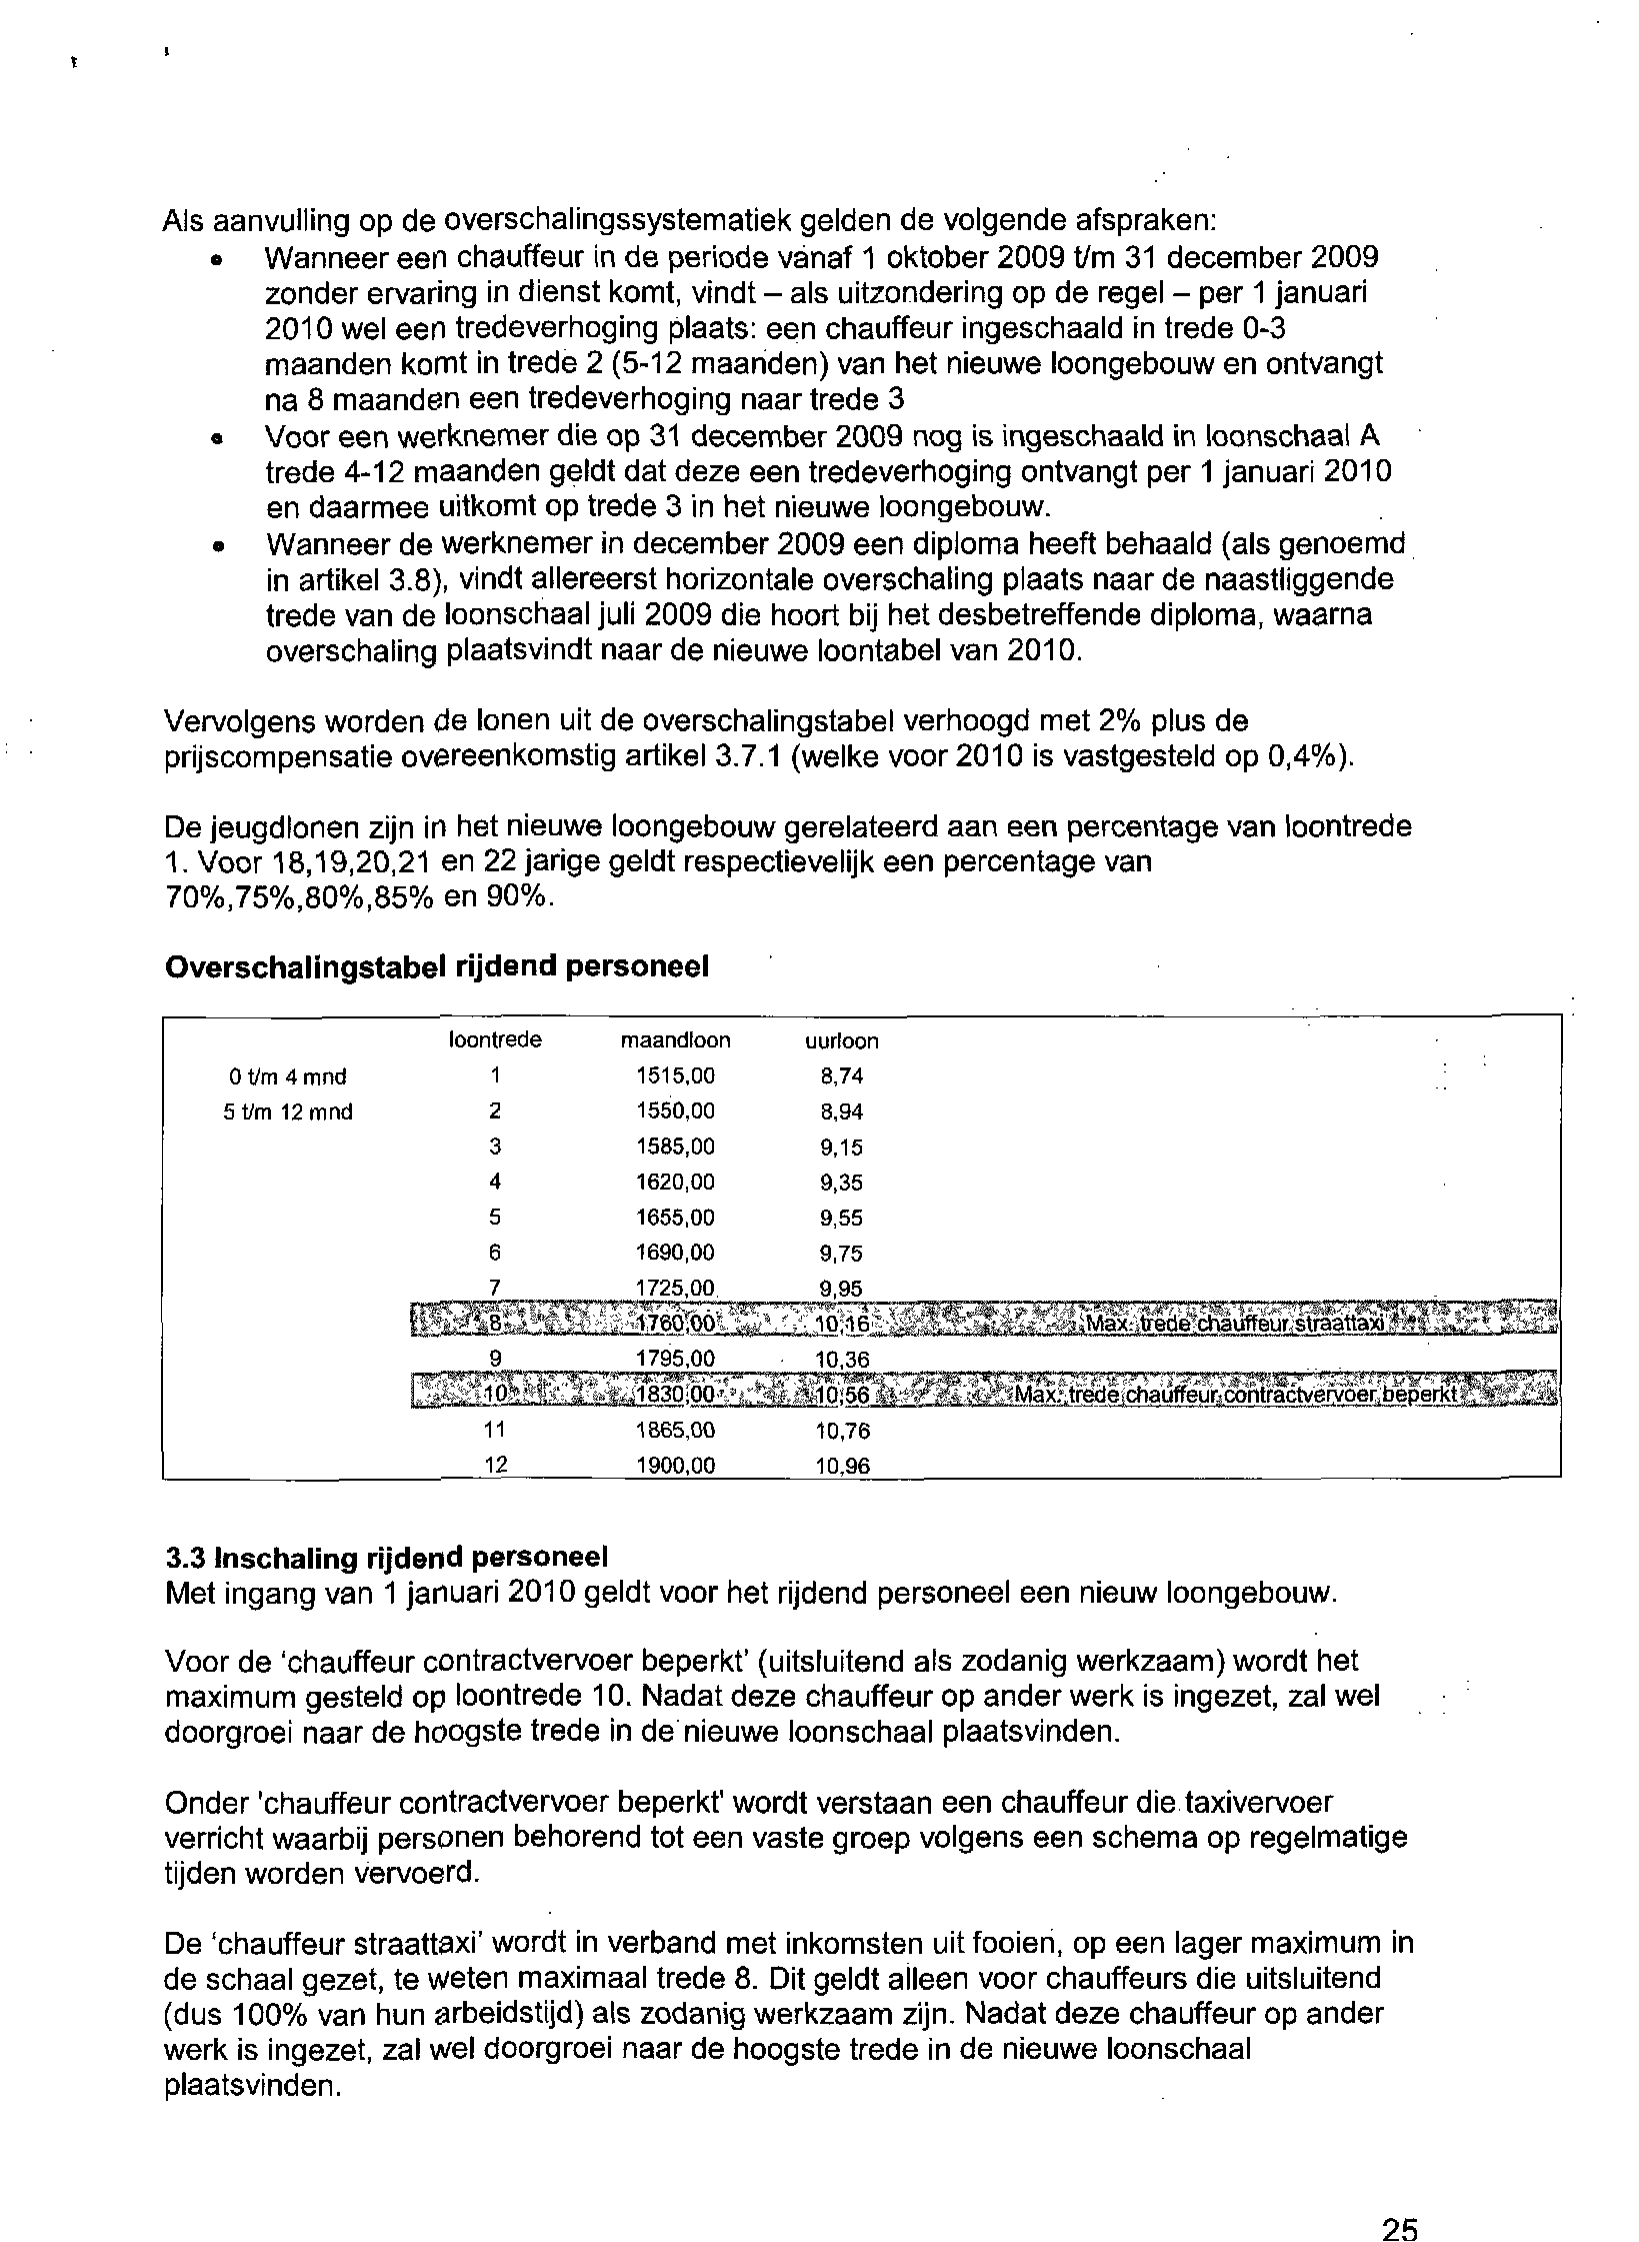 Als aanvulling op de overschalingssystematiek gelden de volgende afspraken:
• Wanneer een chauffeur in de periode vanaf 1 oktober 2009 t/m 31 december 2009
zonder ervaring in dienst komt, vindt – als uitzondering op de regel – per 1 januari
2010 wel een tredeverhoging plaats: een chauffeur ingeschaald in trede 0-3
maanden komt in trede 2 (5-12 maanden) van het nieuwe loongebouw en ontvangt
na 8 maanden een tredeverhoging naar trede 3
• Voor een werknemer die op 31 december 2009 nog is ingeschaald in loonschaal A
trede 4-12 maanden geldt dat deze een tredeverhoging ontvangt per 1 januari 2010
en daarmee uitkomt op trede 3 in het nieuwe loongebouw.
• Wanneer de werknemer in december 2009 een diploma heeft behaald (als genoemd
in artikel 3.8), vindt allereerst horizontale overschaling plaats naar de naastliggende
trede van de loonschaal juli 2009 die hoort bij het desbetreffende diploma, waarna
overschaling plaatsvindt naar de nieuwe loontabel van 2010.
Vervolgens worden de lonen uit de overschalingstabel verhoogd met 2% plus de
prijscompensatie overeenkomstig artikel 3.7.1 (welke voor 2010 is vastgesteld op 0,4%).
De jeugdlonen zijn in het nieuwe loongebouw gerelateerd aan een percentage van loontrede
1. Voor 18,19,20,21 en 22 jarige geldt respectievelijk een percentage van
70%,75%,80%,85% en 90%.
Overschalingstabel rijdend personeel
loontrede maandloon uurloon
0 t/m 4 mnd 1 1515,00 8,74
5 t/m 12 mnd 2 1550,00 8,94
3 1585,00 9,15
4 1620,00 9,35
5 1655,00 9,55
6 1690,00 9,75
7 1725,00 9,95
8 1760,00 10,16 Max. trede chauffeur straattaxi
9 1795,00 10,36
10 1830,00 10,56 Max. trede chauffeur contractvervoer beperkt
11 1865,00 10,76
12 1900,00 10,96
3.3 Inschaling rijdend personeel
Met ingang van 1 januari 2010 geldt voor het rijdend personeel een nieuw loongebouw.
Voor de ‘chauffeur contractvervoer beperkt’ (uitsluitend als zodanig werkzaam) wordt het
maximum gesteld op loontrede 10. Nadat deze chauffeur op ander werk is ingezet, zal wel
doorgroei naar de hoogste trede in de nieuwe loonschaal plaatsvinden.
Onder 'chauffeur contractvervoer beperkt' wordt verstaan een chauffeur die taxivervoer
verricht waarbij personen behorend tot een vaste groep volgens een schema op regelmatige
tijden worden vervoerd.
De ‘chauffeur straattaxi’ wordt in verband met inkomsten uit fooien, op een lager maximum in
de schaal gezet, te weten maximaal trede 8. Dit geldt alleen voor chauffeurs die uitsluitend
(dus 100% van hun arbeidstijd) als zodanig werkzaam zijn. Nadat deze chauffeur op ander
werk is ingezet, zal wel doorgroei naar de hoogste trede in de nieuwe loonschaal
plaatsvinden.
25